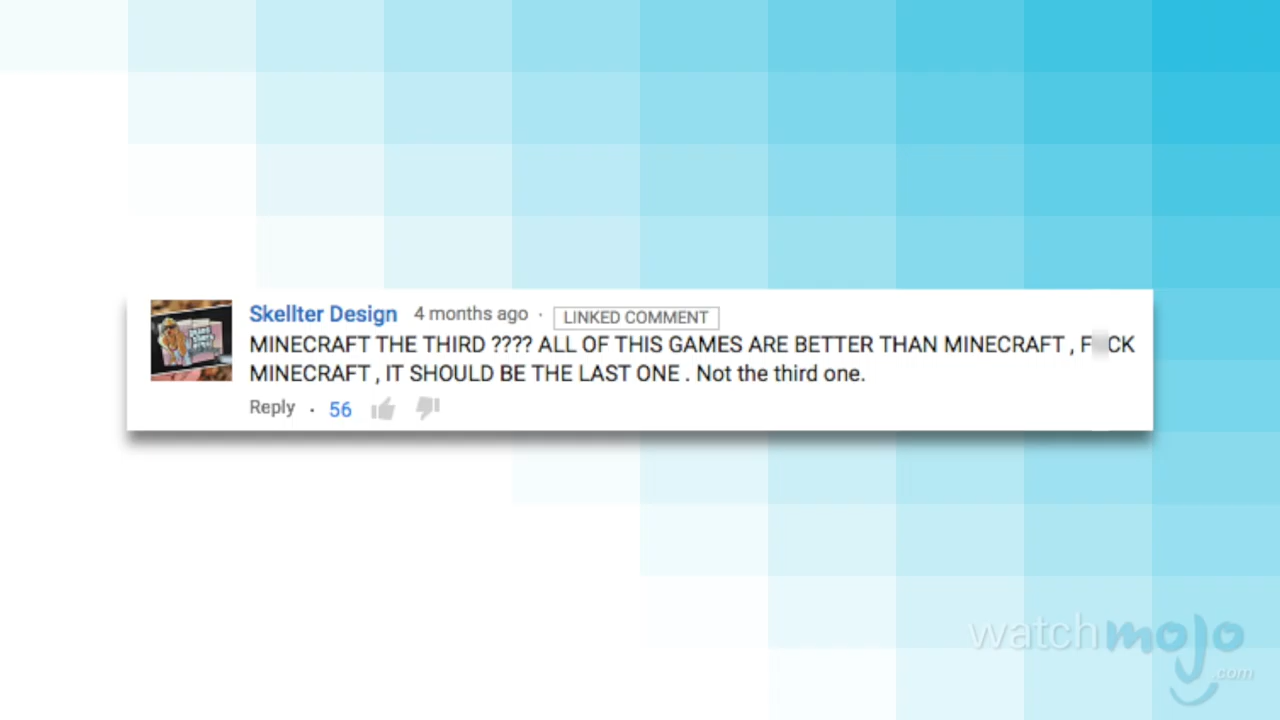 Skellter Design 4 months ago · LINKED COMMENT
MINECRAFT THE THIRD ???? ALL OF THIS GAMES ARE BETTER THAN MINECRAFT , F CK
MINECRAFT , IT SHOULD BE THE LAST ONE . Not the third one.
Reply · 56
watchmojo
.com